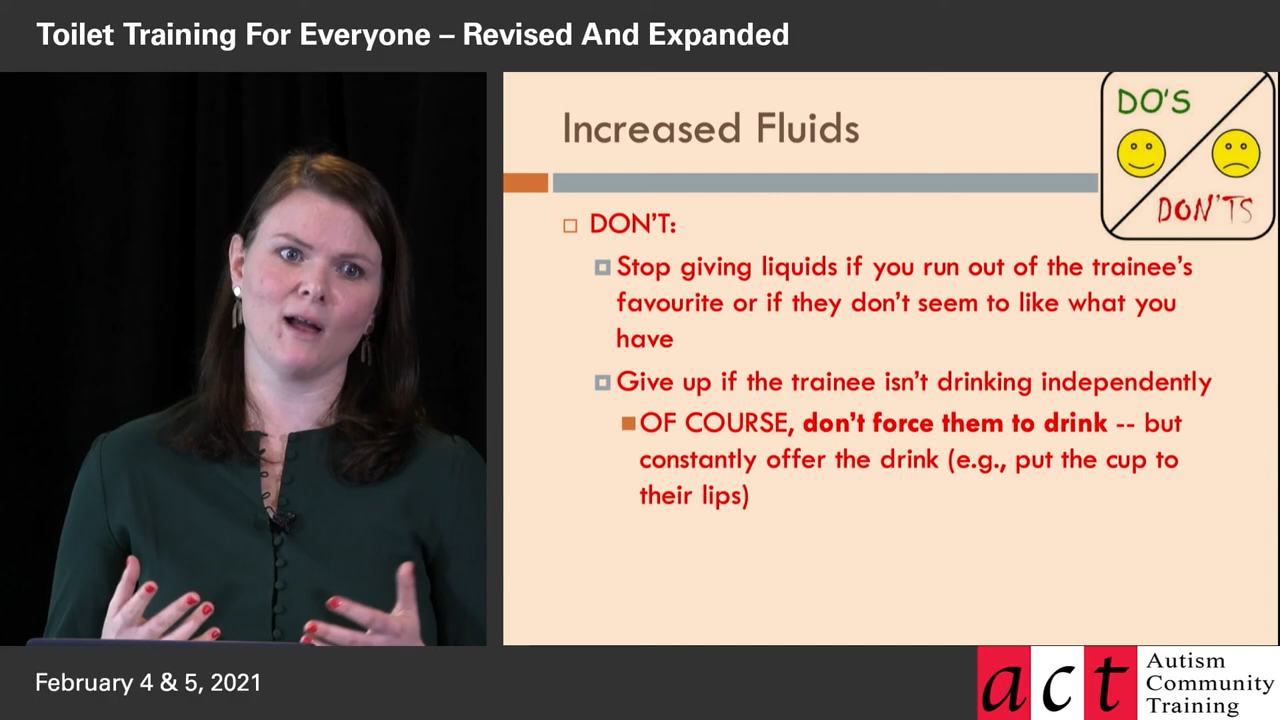 Toilet Training For Everyone – Revised And Expanded
Increased Fluids
DO'S
DON'TS
DON'T:
Stop giving liquids if you run out of the trainee's
favourite or if they don't seem to like what you
have
Give up if the trainee isn't drinking independently
OF COURSE, don't force them to drink -- but
constantly offer the drink (e.g., put the cup to
their lips)
February 4 & 5, 2021
act
Autism
Community
Training